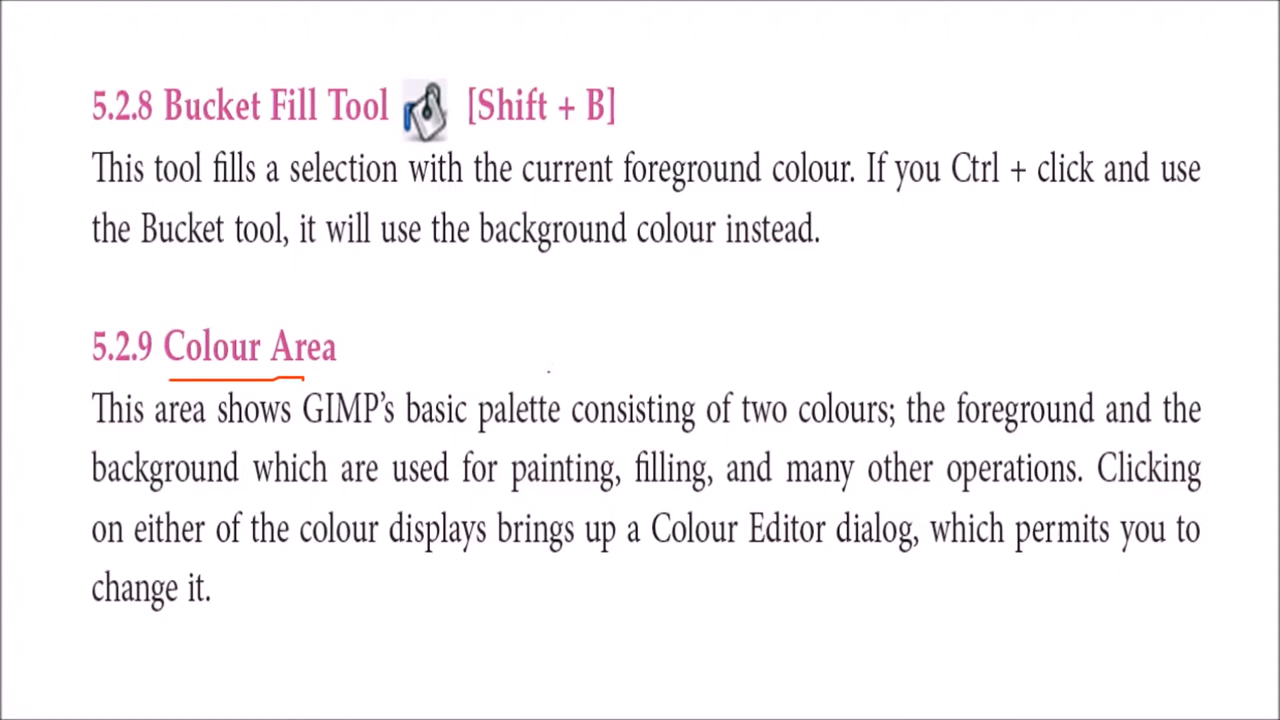 5.2.8 Bucket Fill Tool [Shift + B]
This tool fills a selection with the current foreground colour. If you Ctrl + click and use
the Bucket tool, it will use the background colour instead.
5.2.9 Colour Area
This area shows GIMP’s basic palette consisting of two colours; the foreground and the
background which are used for painting, filling, and many other operations. Clicking
on either of the colour displays brings up a Colour Editor dialog, which permits you to
change it.